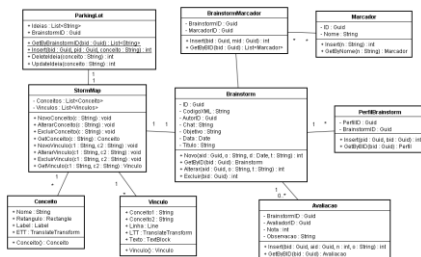 ParkingLot
+ Ideias : List<String>
+ BrainstormID : Guid
+ GetByBrainstormID(bid : Guid) : List<String>
+ Insert(bid : Guid, pid : Guid, conceito : String) : int
+ DeleteIdeia(conceito : String) : int
+ UpdateIdeia(conceito : String) : int
BrainstormMarcador
- BrainstormID : Guid
- MarcadorID : Guid
+ Insert(bid : Guid, mid : Guid) : int
+ GetByBID(bid : Guid) : List<Marcador>
Marcador
- ID : Guid
- Nome : String
+ Insert(n : String) : int
+ GetByNome(n : String) : Marcador
StormMap
- Conceitos : List<Conceito>
- Vinculos : List<Vinculo>
+ NovoConceito(c : String) : void
+ AlterarConceito(c : String) : void
+ ExcluirConceito(c : String) : void
+ GetConceito(c : String) : Conceito
+ NovoVinculo(c1 : String, c2 : String) : void
+ AlterarVinculo(c1 : String, c2 : String) : void
+ ExcluirVinculo(c1 : String, c2 : String) : void
+ GetVinculo(c1 : String, c2 : String) : Vinculo
Brainstorm
- ID : Guid
- CodigoXML : String
- AutorID : Guid
- Chat : String
- Objetivo : String
- Data : Date
- Titulo : String
+ Novo(aid : Guid, o : String, d : Date, t : String) : int
+ GetByID(bid : Guid) : Brainstorm
+ Alterar(aid : Guid, o : String, t : String) : int
+ Excluir(bid : Guid) : int
PerfilBrainstorm
- PerfilID : Guid
- BrainstormID : Guid
+ Insert(pid : Guid, bid : Guid) : int
+ GetByBID(bid : Guid) : Perfil
Conceito
+ Nome : String
+ Retangulo : Rectangle
+ Label : Label
+ ETT : TranslateTransform
+ Conceito() : Conceito
Vinculo
+ Conceito1 : String
+ Conceito2 : String
+ Linha : Line
+ LTT : TranslateTransform
+ Texto : TextBlock
+ Vinculo() : Vinculo
Avaliacao
- BrainstormID : Guid
- AvaliadorID : Guid
- Nota : int
- Observacao : String
+ Insert(bid : Guid, aid : Guid, n : int, o : String) : int
+ GetByBID(bid : Guid) : Avaliacao